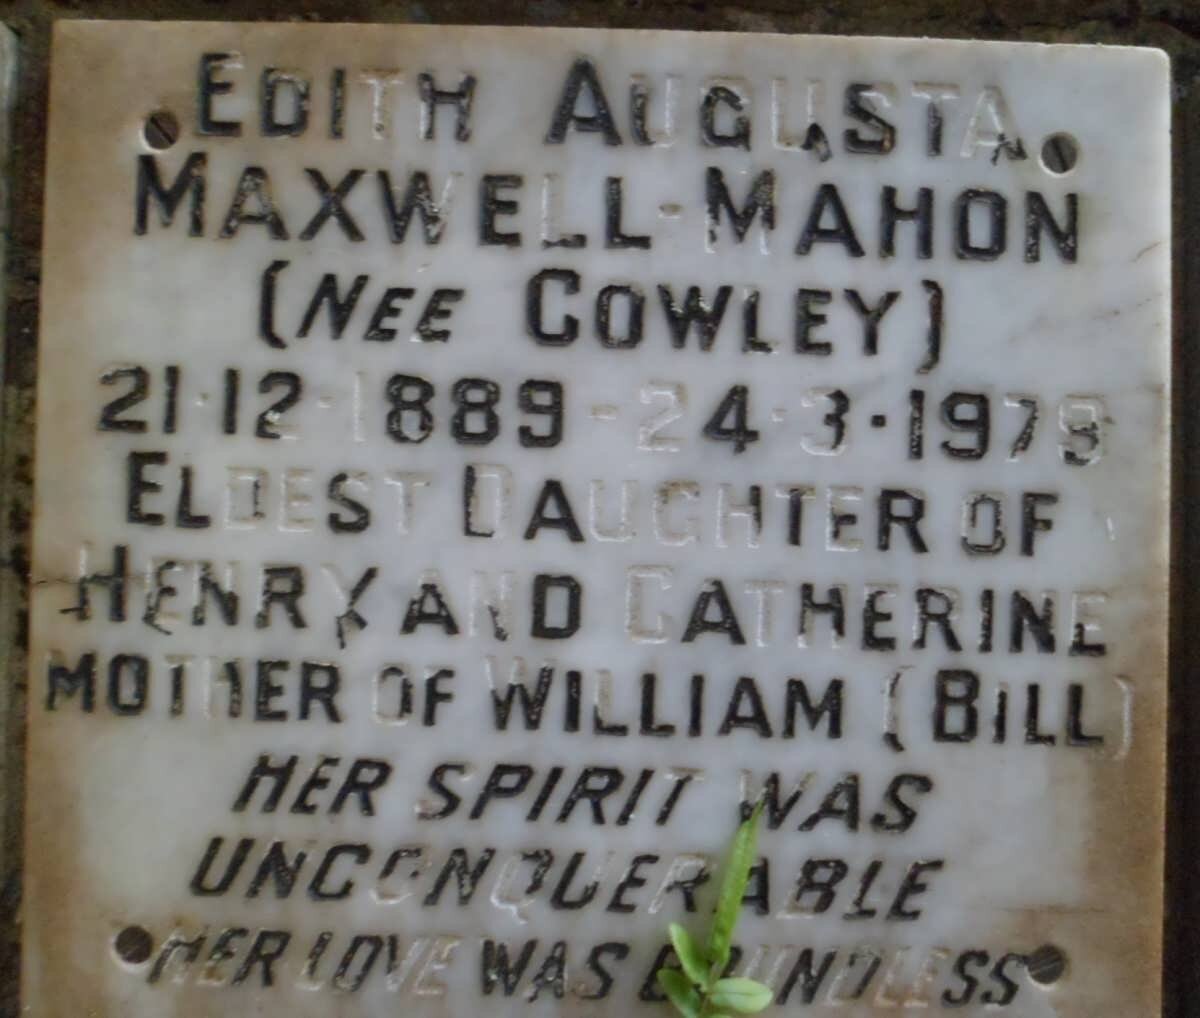 EDITH AUGUSTA
MAXWELL-MAHON
(NEE COWLEY)
21·12·1889-24·3·1979
ELDEST DAUGHTER OF
HENRY AND CATHERINE
MOTHER OF WILLIAM (BILL)
HER SPIRIT WAS
UNCONQUERABLE
HER LOVE WAS BOUNDLESS